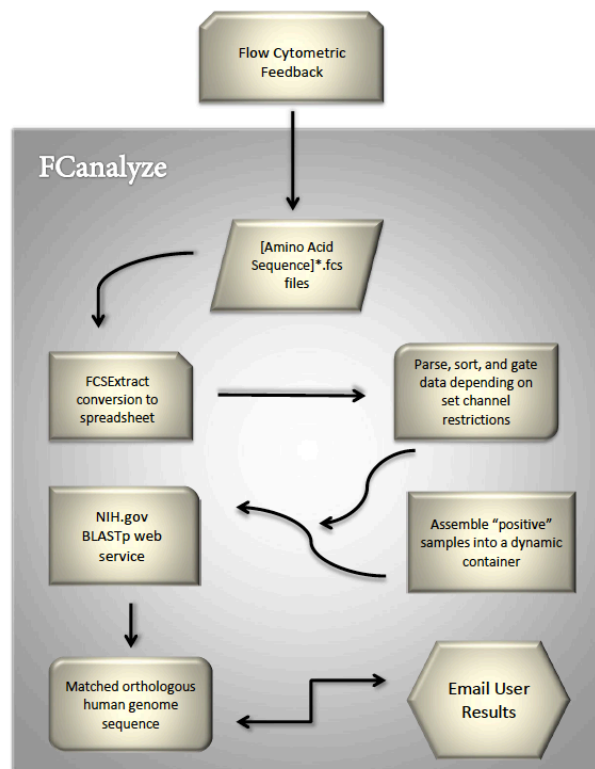 Flow Cytometric
Feedback
FCanalyze
[Amino Acid
Sequence]*.fcs
files
FCSExtract
conversion to
spreadsheet
Parse, sort, and gate
data depending on
set channel
restrictions
NIH.gov
BLASTp web
service
Assemble “positive”
samples into a dynamic
container
Matched orthologous
human genome
sequence
Email User
Results